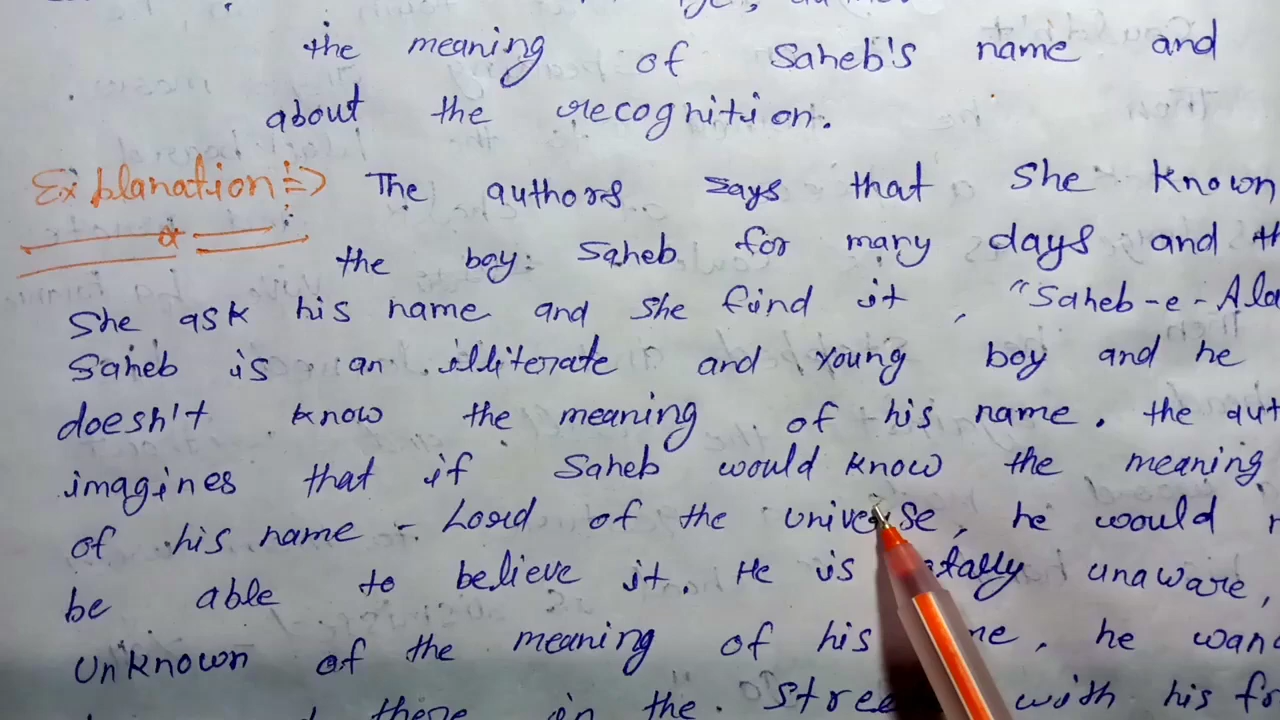 the meaning of Saheb's name and
about the recognition.
Explanation :=> The authors says that she known
the boy Saheb for many days and
She ask his name and she find it, "Saheb-e-
Saheb is an illiterate and young boy and he
doesn't know the meaning of his name. the
imagines that if Saheb would know the meaning
of his name - Lord of the universe, he would
be able to believe it. He is unaware,
Unknown of the meaning of his he
in the. with his